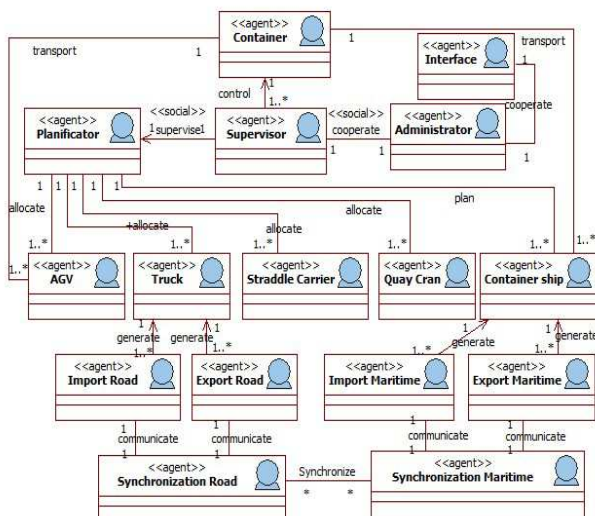 <<agent>>
Container
transport
1
1
<<agent>>
Interface
transport
1
1
control
1..*
cooperate
<<agent>>
Planificator
<<social>>
1 supervise1
<<agent>>
Supervisor
<<social>>
cooperate
1
1
<<agent>>
Administrator
1
1
1
1
1
1
allocate
+allocate
allocate
allocate
plan
1..*
1..*
1..*
1..*
1..*
1..*
1..*
<<agent>>
AGV
<<agent>>
Truck
<<agent>>
Straddle Carrier
<<agent>>
Quay Cran
<<agent>>
Container ship
1
1
1
1
generate
generate
generate
generate
1..*
1..*
1..*
1..*
<<agent>>
Import Road
<<agent>>
Export Road
<<agent>>
Import Maritime
<<agent>>
Export Maritime
1
1
1
1
communicate
communicate
communicate
communicate
1
1
1
1
<<agent>>
Synchronization Road
Synchronize
*
*
<<agent>>
Synchronization Maritime